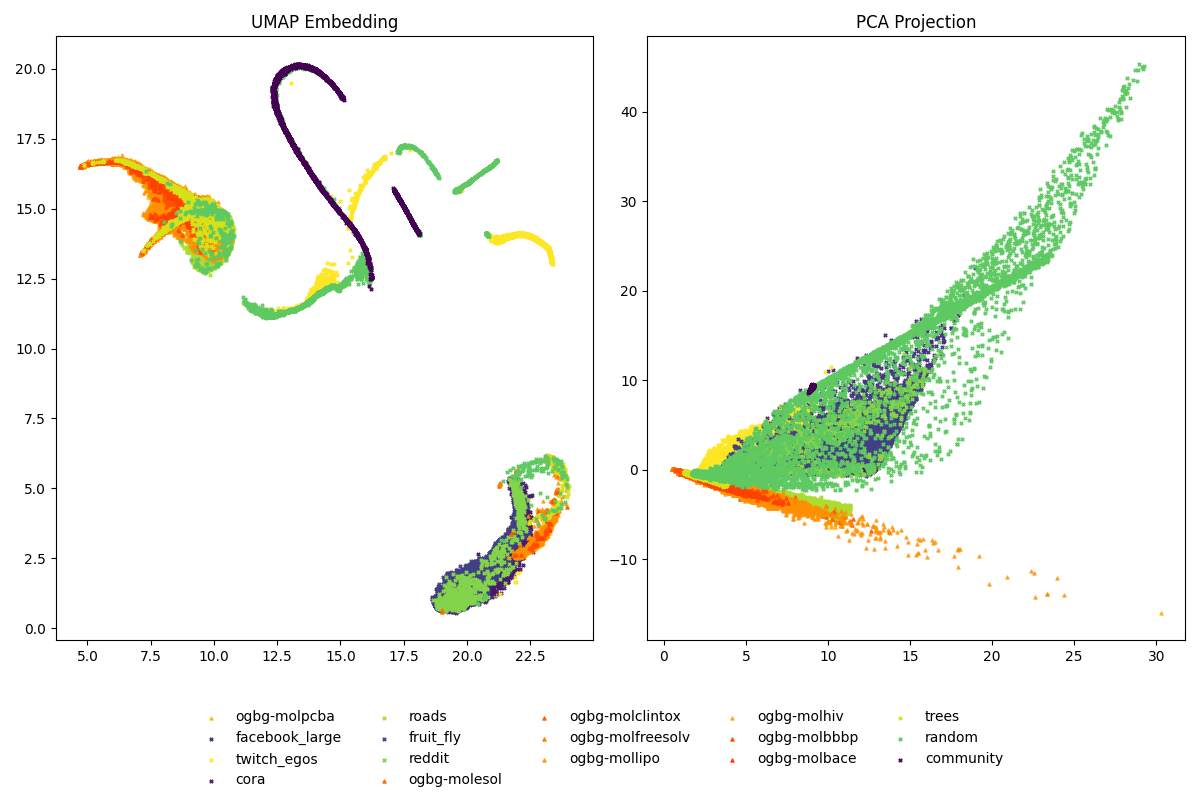 UMAP Embedding
PCA Projection
20.0
17.5
15.0
12.5
10.0
7.5
5.0
2.5
0.0
5.0 7.5 10.0 12.5 15.0 17.5 20.0 22.5
40
30
20
10
0
−10
0 5 10 15 20 25 30
ogbg-molpcba roads ogbg-molclintox ogbg-molhiv trees
facebook_large fruit_fly ogbg-molfreesolv ogbg-molbbbp random
twitch_egos reddit ogbg-mollipo ogbg-molbace community
cora ogbg-molesol